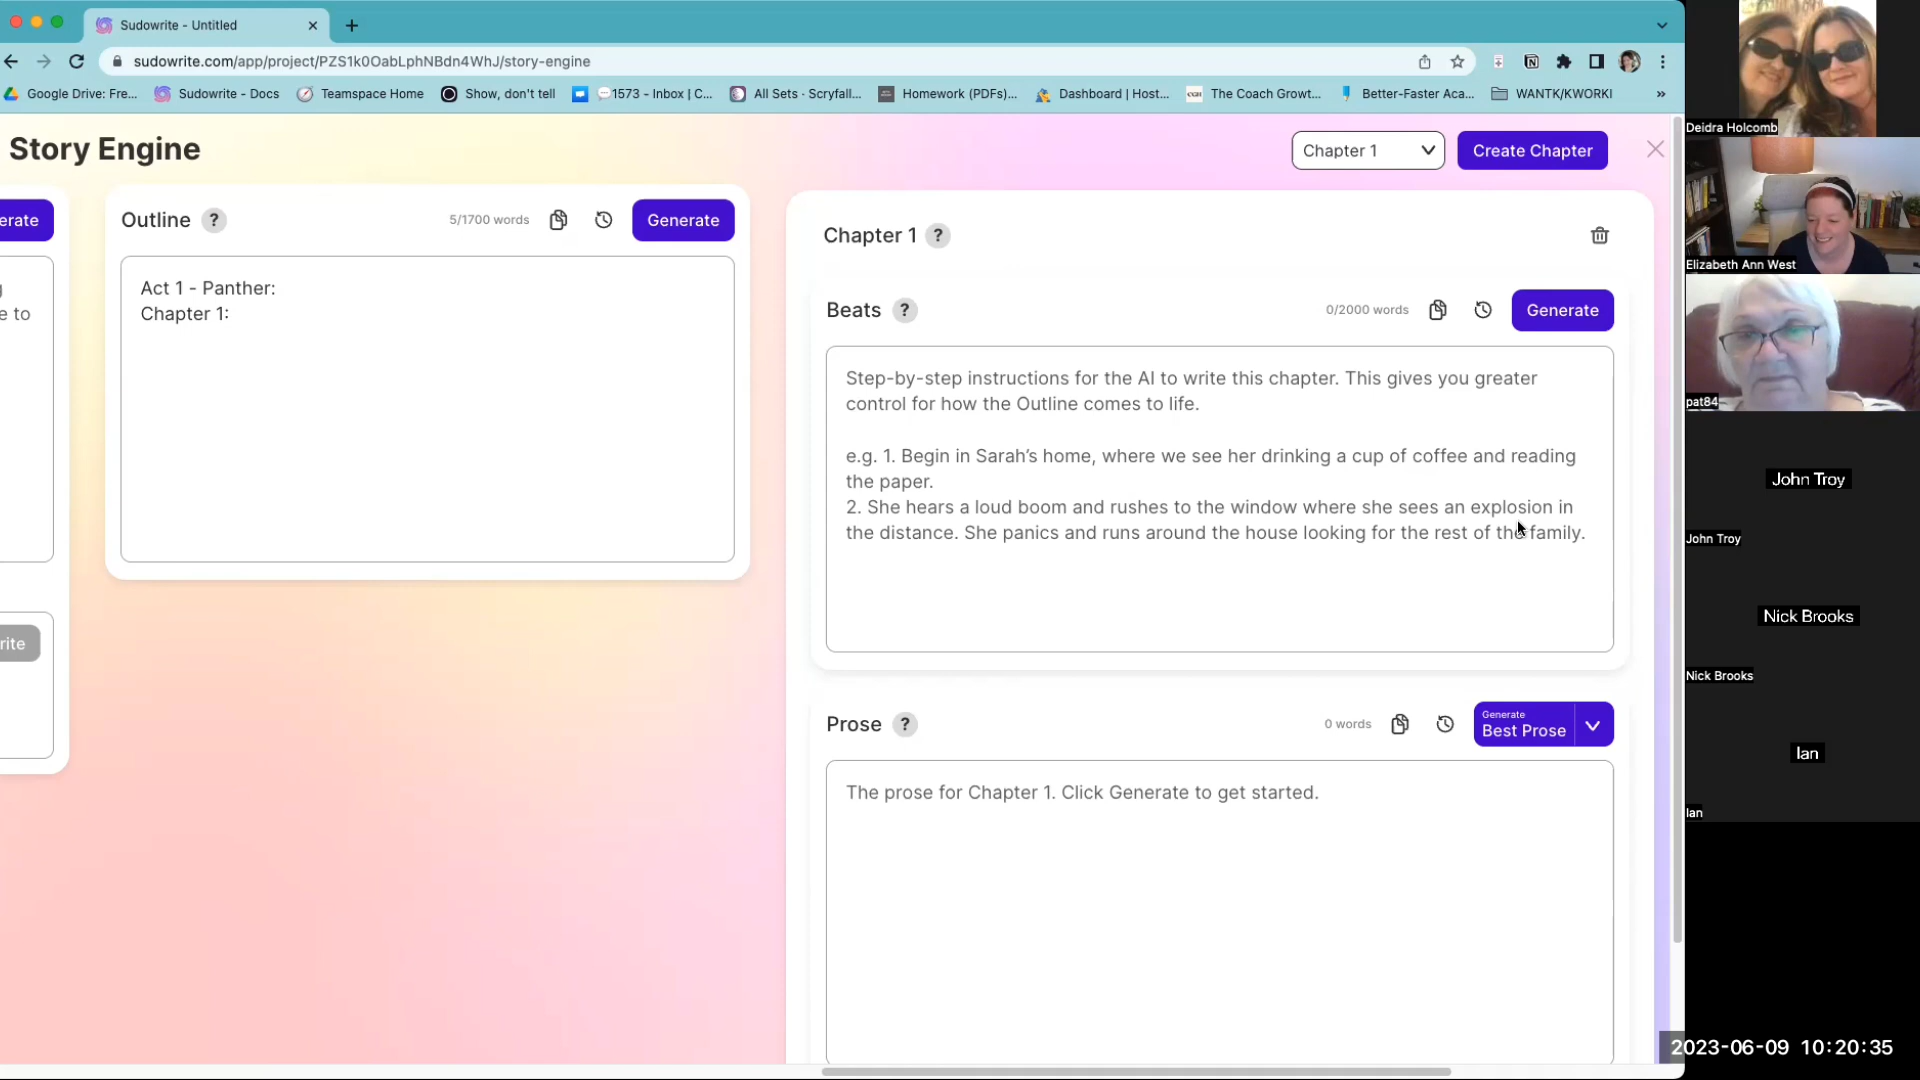 Sudowrite - Untitled
sudowrite.com/app/project/PZS1k0OabLphNBdn4WhJ/story-engine
Google Drive: Fre...
Sudowrite - Docs
Teamspace Home
Show, don't tell
1573 - Inbox | C...
All Sets - Scryfall...
Homework (PDFs)...
Dashboard | Host...
CGH
The Coach Growt...
Better-Faster Aca...
WANTK/KWORKI
»
Story Engine
Chapter 1
Create Chapter
erate
Outline ?
5/1700 words
Generate
Act 1 - Panther:
Chapter 1:
e to
rite
Chapter 1 ?
Beats ?
0/2000 words
Generate
Step-by-step instructions for the AI to write this chapter. This gives you greater
control for how the Outline comes to life.
e.g. 1. Begin in Sarah's home, where we see her drinking a cup of coffee and reading
the paper.
2. She hears a loud boom and rushes to the window where she sees an explosion in
the distance. She panics and runs around the house looking for the rest of the family.
Prose ?
0 words
Generate
Best Prose
The prose for Chapter 1. Click Generate to get started.
Deidra Holcomb
Elizabeth Ann West
pat84
John Troy
John Troy
Nick Brooks
Nick Brooks
Ian
Ian
2023-06-09 10:20:35